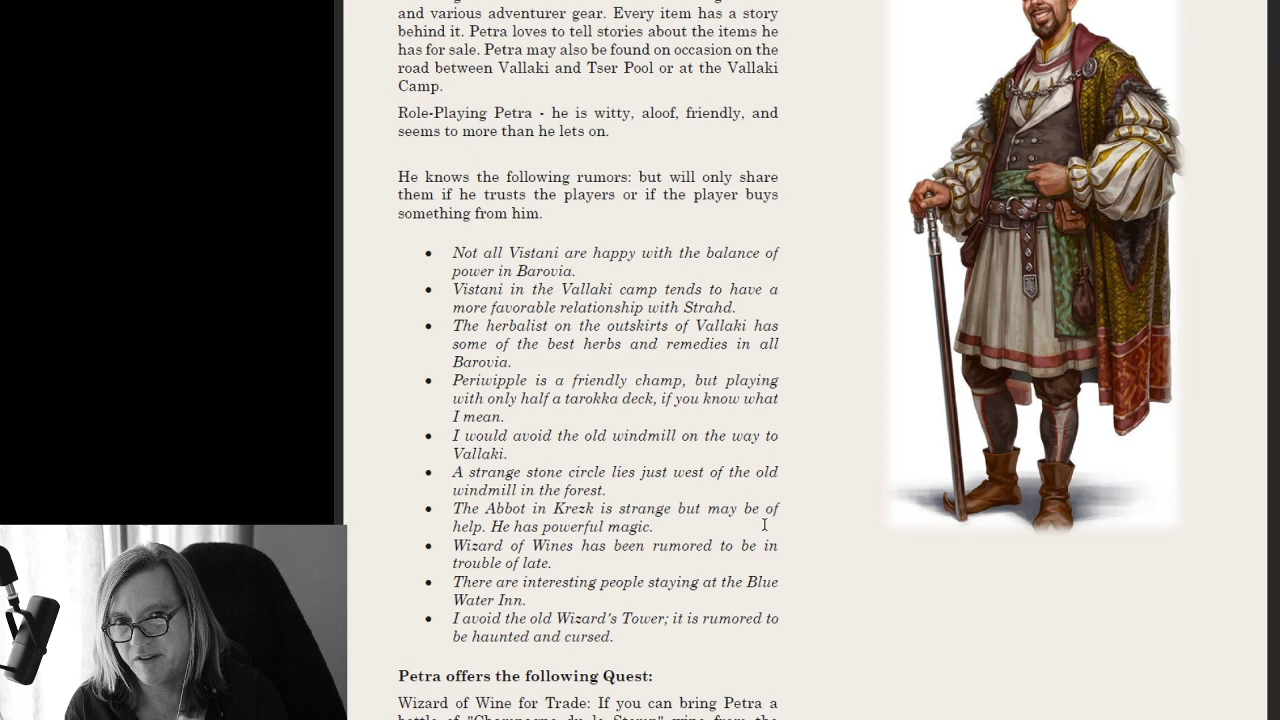 and various adventurer gear. Every item has a story
behind it. Petra loves to tell stories about the items he
has for sale. Petra may also be found on occasion on the
road between Vallaki and Tser Pool or at the Vallaki
Camp.
Role-Playing Petra - he is witty, aloof, friendly, and
seems to more than he lets on.
He knows the following rumors: but will only share
them if he trusts the players or if the player buys
something from him.
• Not all Vistani are happy with the balance of
power in Barovia.
• Vistani in the Vallaki camp tends to have a
more favorable relationship with Strahd.
• The herbalist on the outskirts of Vallaki has
some of the best herbs and remedies in all
Barovia.
• Periwipple is a friendly champ, but playing
with only half a tarokka deck, if you know what
I mean.
• I would avoid the old windmill on the way to
Vallaki.
• A strange stone circle lies just west of the old
windmill in the forest.
• The Abbot in Krezk is strange but may be of
help. He has powerful magic.
• Wizard of Wines has been rumored to be in
trouble of late.
• There are interesting people staying at the Blue
Water Inn.
• I avoid the old Wizard's Tower; it is rumored to
be haunted and cursed.
Petra offers the following Quest:
Wizard of Wine for Trade: If you can bring Petra a